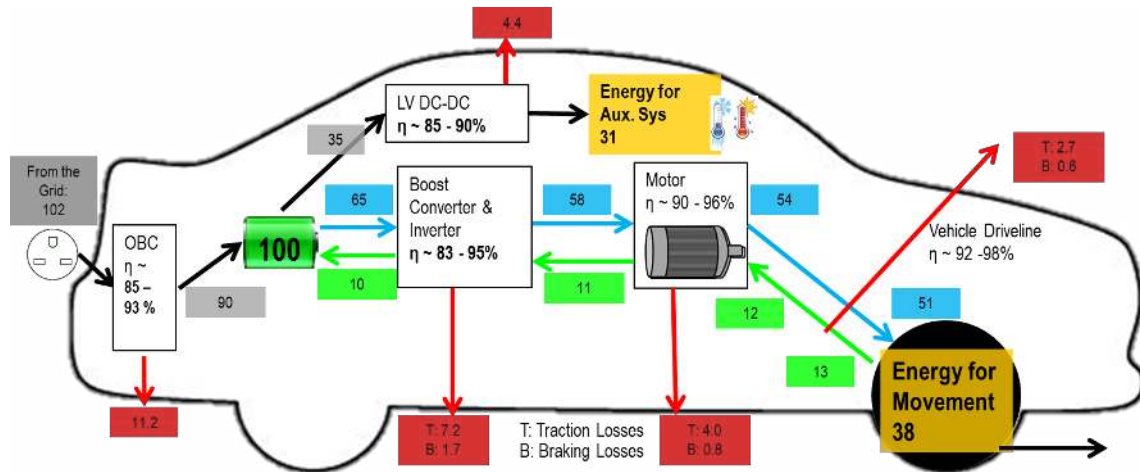 4.4
LV DC-DC
η ~ 85 - 90%
Energy for
Aux. Sys
31
35
From the
Grid:
102
T: 2.7
B: 0.6
65
Boost
Converter &
Inverter
η ~ 83 - 95%
58
Motor
η ~ 90 - 96%
54
OBC
η ~
85 –
93 %
100
Vehicle Driveline
η ~ 92 -98%
10
11
90
12
51
13
Energy for
Movement
38
11.2
T: 7.2
B: 1.7
T: Traction Losses
B: Braking Losses
T: 4.0
B: 0.8